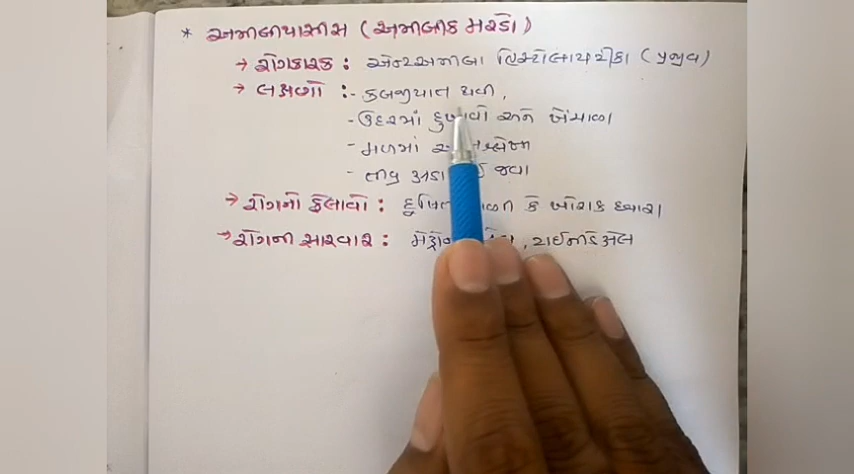 * અમીબીયાસીસ (અમીબીક મરડો)
→ રોગકારક : એન્ટઅમીબા હિસ્ટોલાયટીકા (પ્રજીવ)
→ લક્ષણો :- કબજીયાત થવી,
- ઉદરમાં દુખાવો અને ખેંચાણ
- મળમાં
- તીવ્ર ઝાડા જવા
→ રોગનો ફેલાવો : દૂષિત પાણી કે ખોરાક દ્વારા
→ રોગની સારવાર : , ટાઈનીડેઝોલ